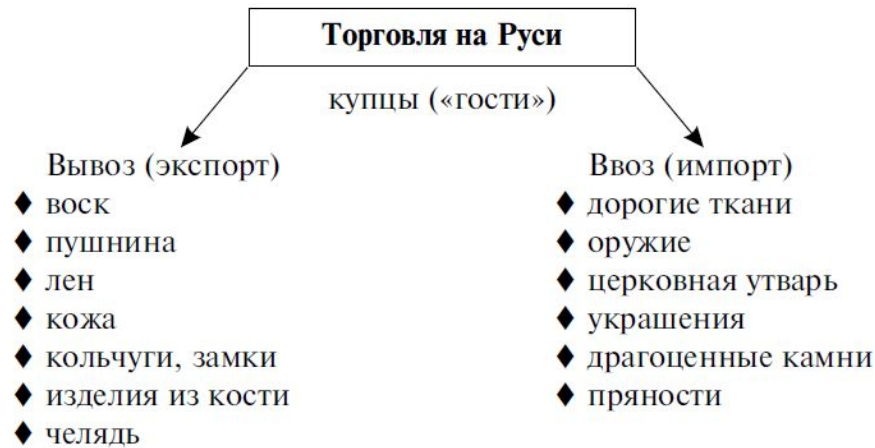 Торговля на Руси
купцы («гости»)
Вывоз (экспорт)
♦ воск
♦ пушнина
♦ лен
♦ кожа
♦ кольчуги, замки
♦ изделия из кости
♦ челядь
Ввоз (импорт)
♦ дорогие ткани
♦ оружие
♦ церковная утварь
♦ украшения
♦ драгоценные камни
♦ пряности